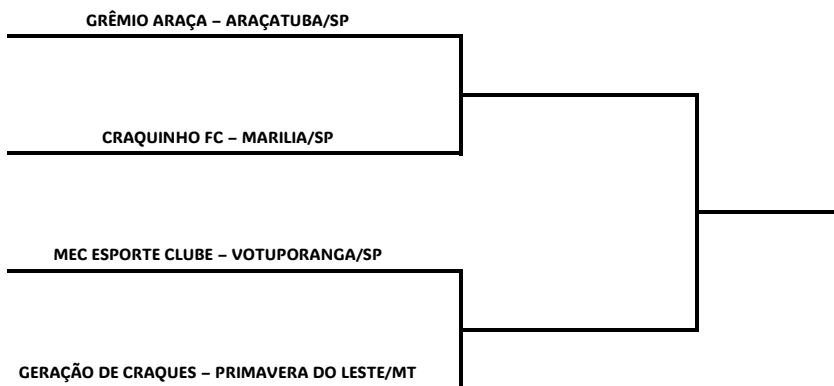 GRÊMIO ARAÇA – ARAÇATUBA/SP
CRAQUINHO FC – MARILIA/SP
MEC ESPORTE CLUBE – VOTUPORANGA/SP
GERAÇÃO DE CRAQUES – PRIMAVERA DO LESTE/MT